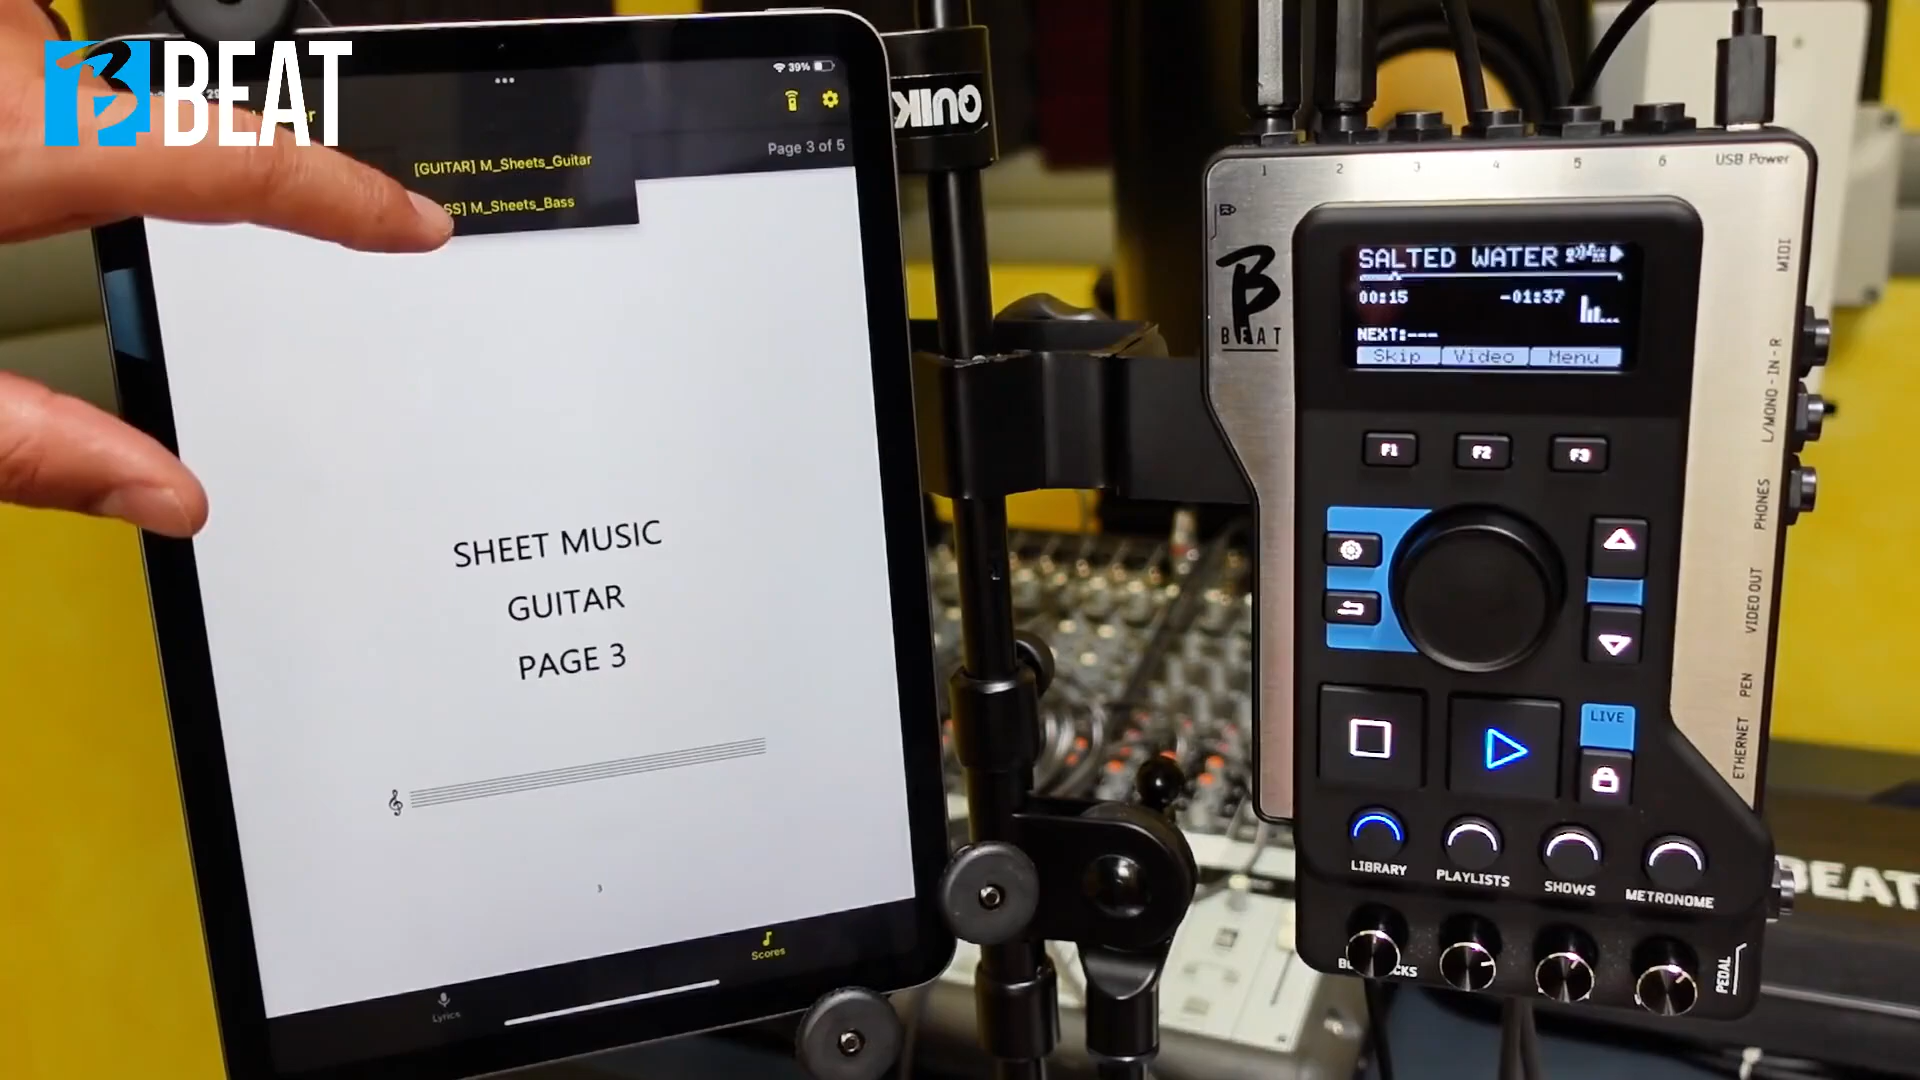 BEAT
39%
Page 3 of 5
[GUITAR] M_Sheets_Guitar
SS] M_Sheets_Bass
SHEET MUSIC
GUITAR
PAGE 3
3
Lyrics
Scores
QUIK
1 2 3 4 5 6 USB Power
BEAT
SALTED WATER
00:15 -01:37
NEXT:---
Skip Video Menu
F1 F2 F3
MIDI
L/MONO - IN - R
PHONES
VIDEO OUT
PEN
ETHERNET
LIVE
LIBRARY PLAYLISTS SHOWS METRONOME
PEDAL
BEAT